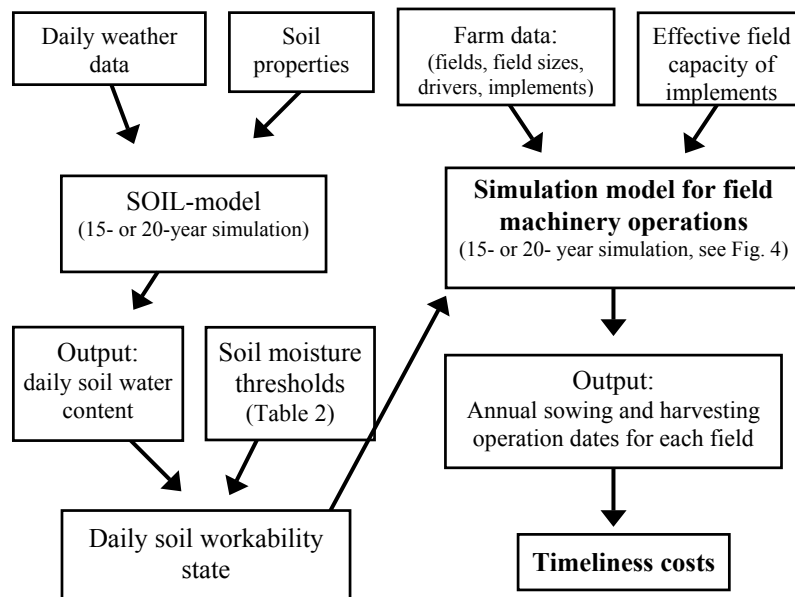 Daily weather
data
Soil
properties
Farm data:
(fields, field sizes,
drivers, implements)
Effective field
capacity of
implements
SOIL-model
(15- or 20-year simulation)
Simulation model for field
machinery operations
(15- or 20- year simulation, see Fig. 4)
Output:
daily soil water
content
Soil moisture
thresholds
(Table 2)
Output:
Annual sowing and harvesting
operation dates for each field
Daily soil workability
state
Timeliness costs